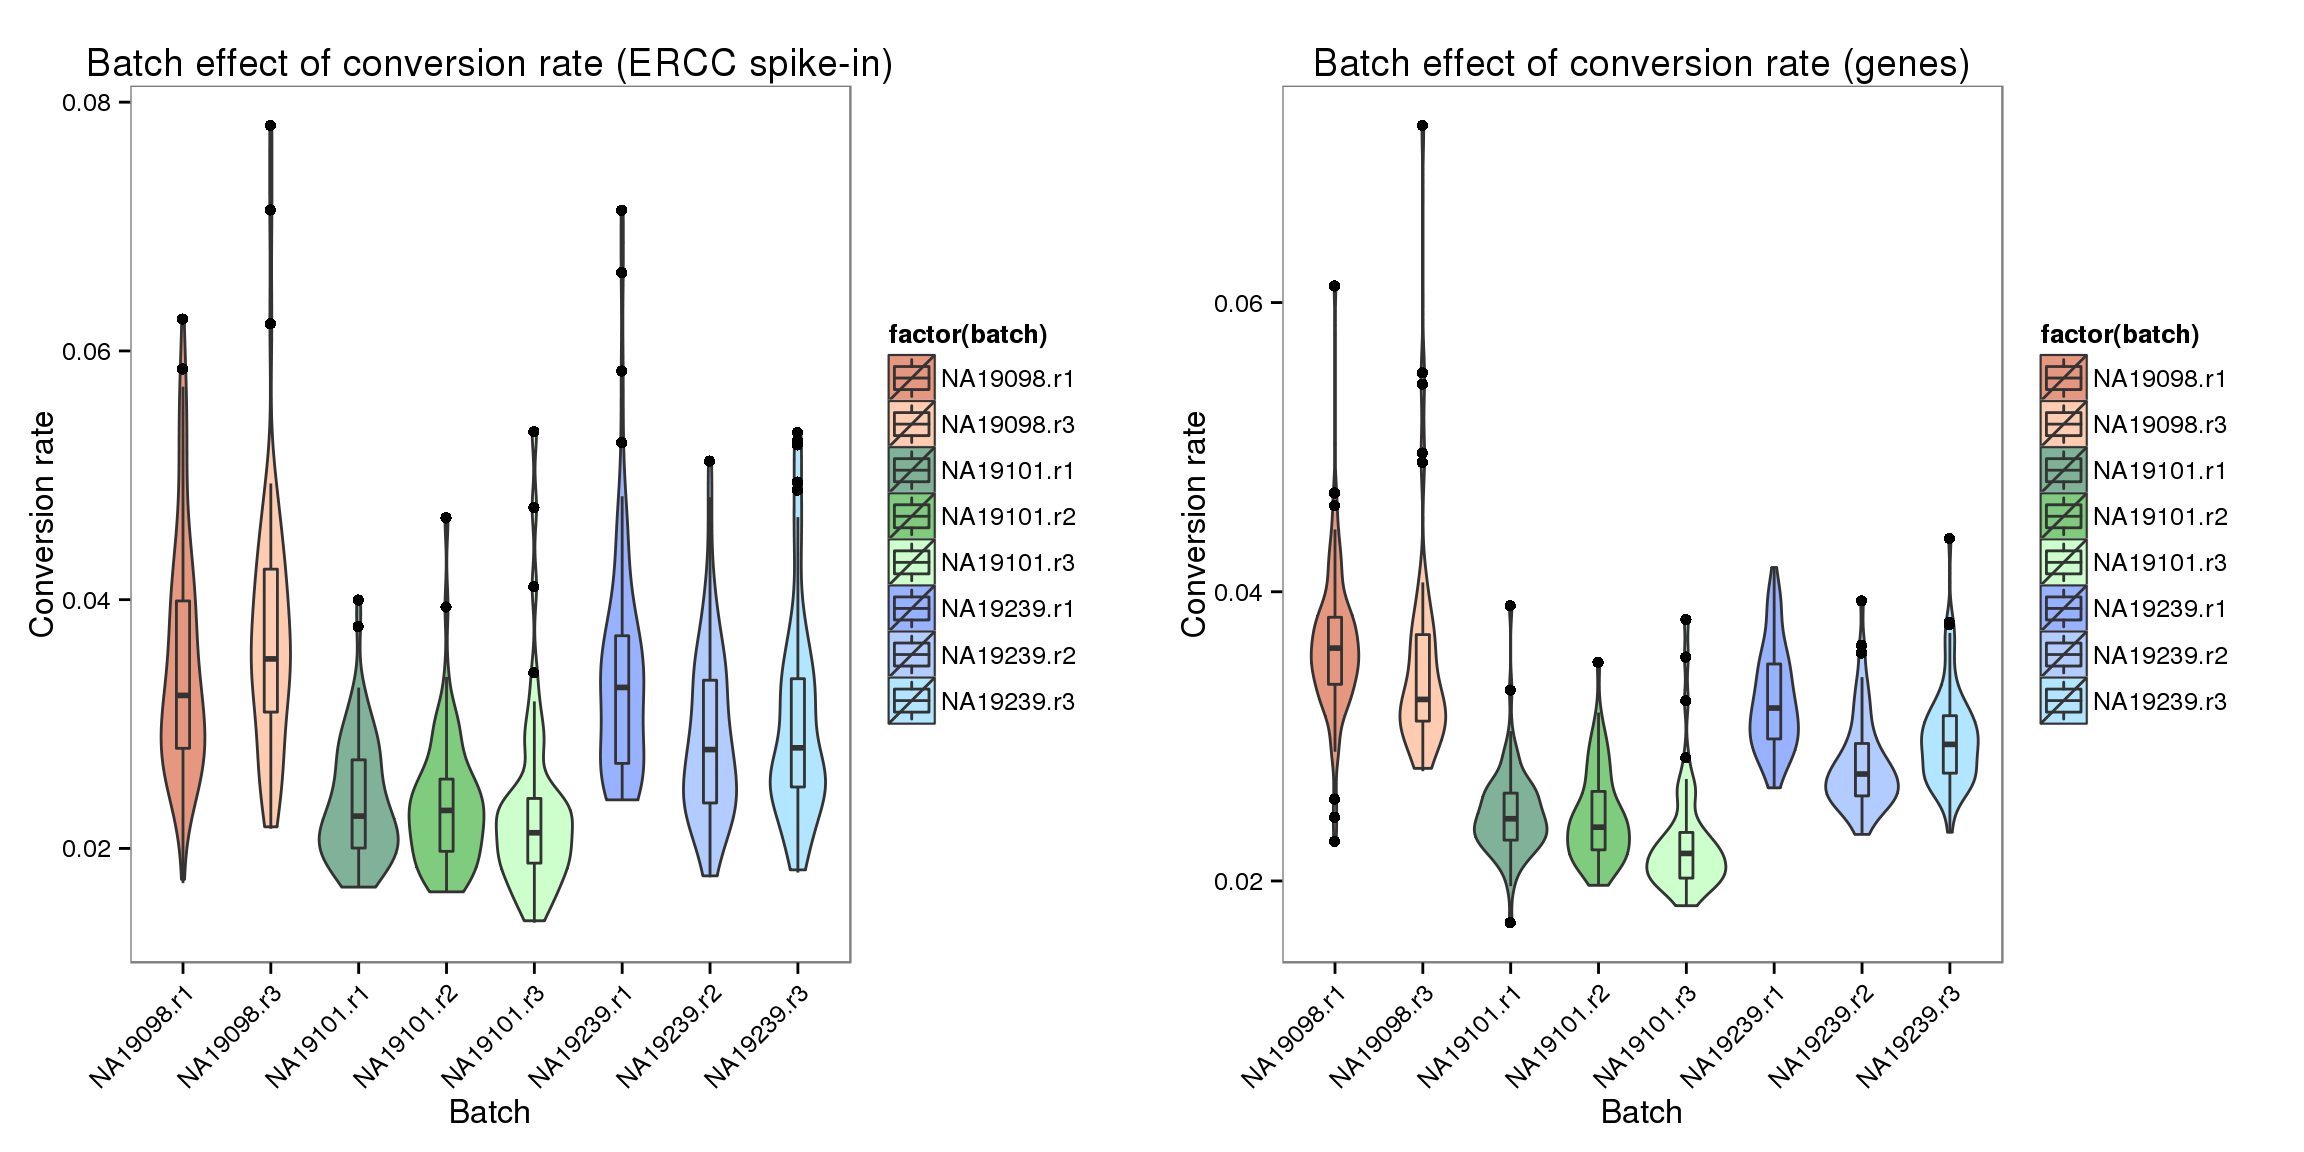 Batch effect of conversion rate (ERCC spike-in)
Conversion rate
0.08
0.06
0.04
0.02
NA19098.r1
NA19098.r3
NA19101.r1
NA19101.r2
NA19101.r3
NA19239.r1
NA19239.r2
NA19239.r3
Batch
factor(batch)
NA19098.r1
NA19098.r3
NA19101.r1
NA19101.r2
NA19101.r3
NA19239.r1
NA19239.r2
NA19239.r3
Batch effect of conversion rate (genes)
Conversion rate
0.06
0.04
0.02
NA19098.r1
NA19098.r3
NA19101.r1
NA19101.r2
NA19101.r3
NA19239.r1
NA19239.r2
NA19239.r3
Batch
factor(batch)
NA19098.r1
NA19098.r3
NA19101.r1
NA19101.r2
NA19101.r3
NA19239.r1
NA19239.r2
NA19239.r3